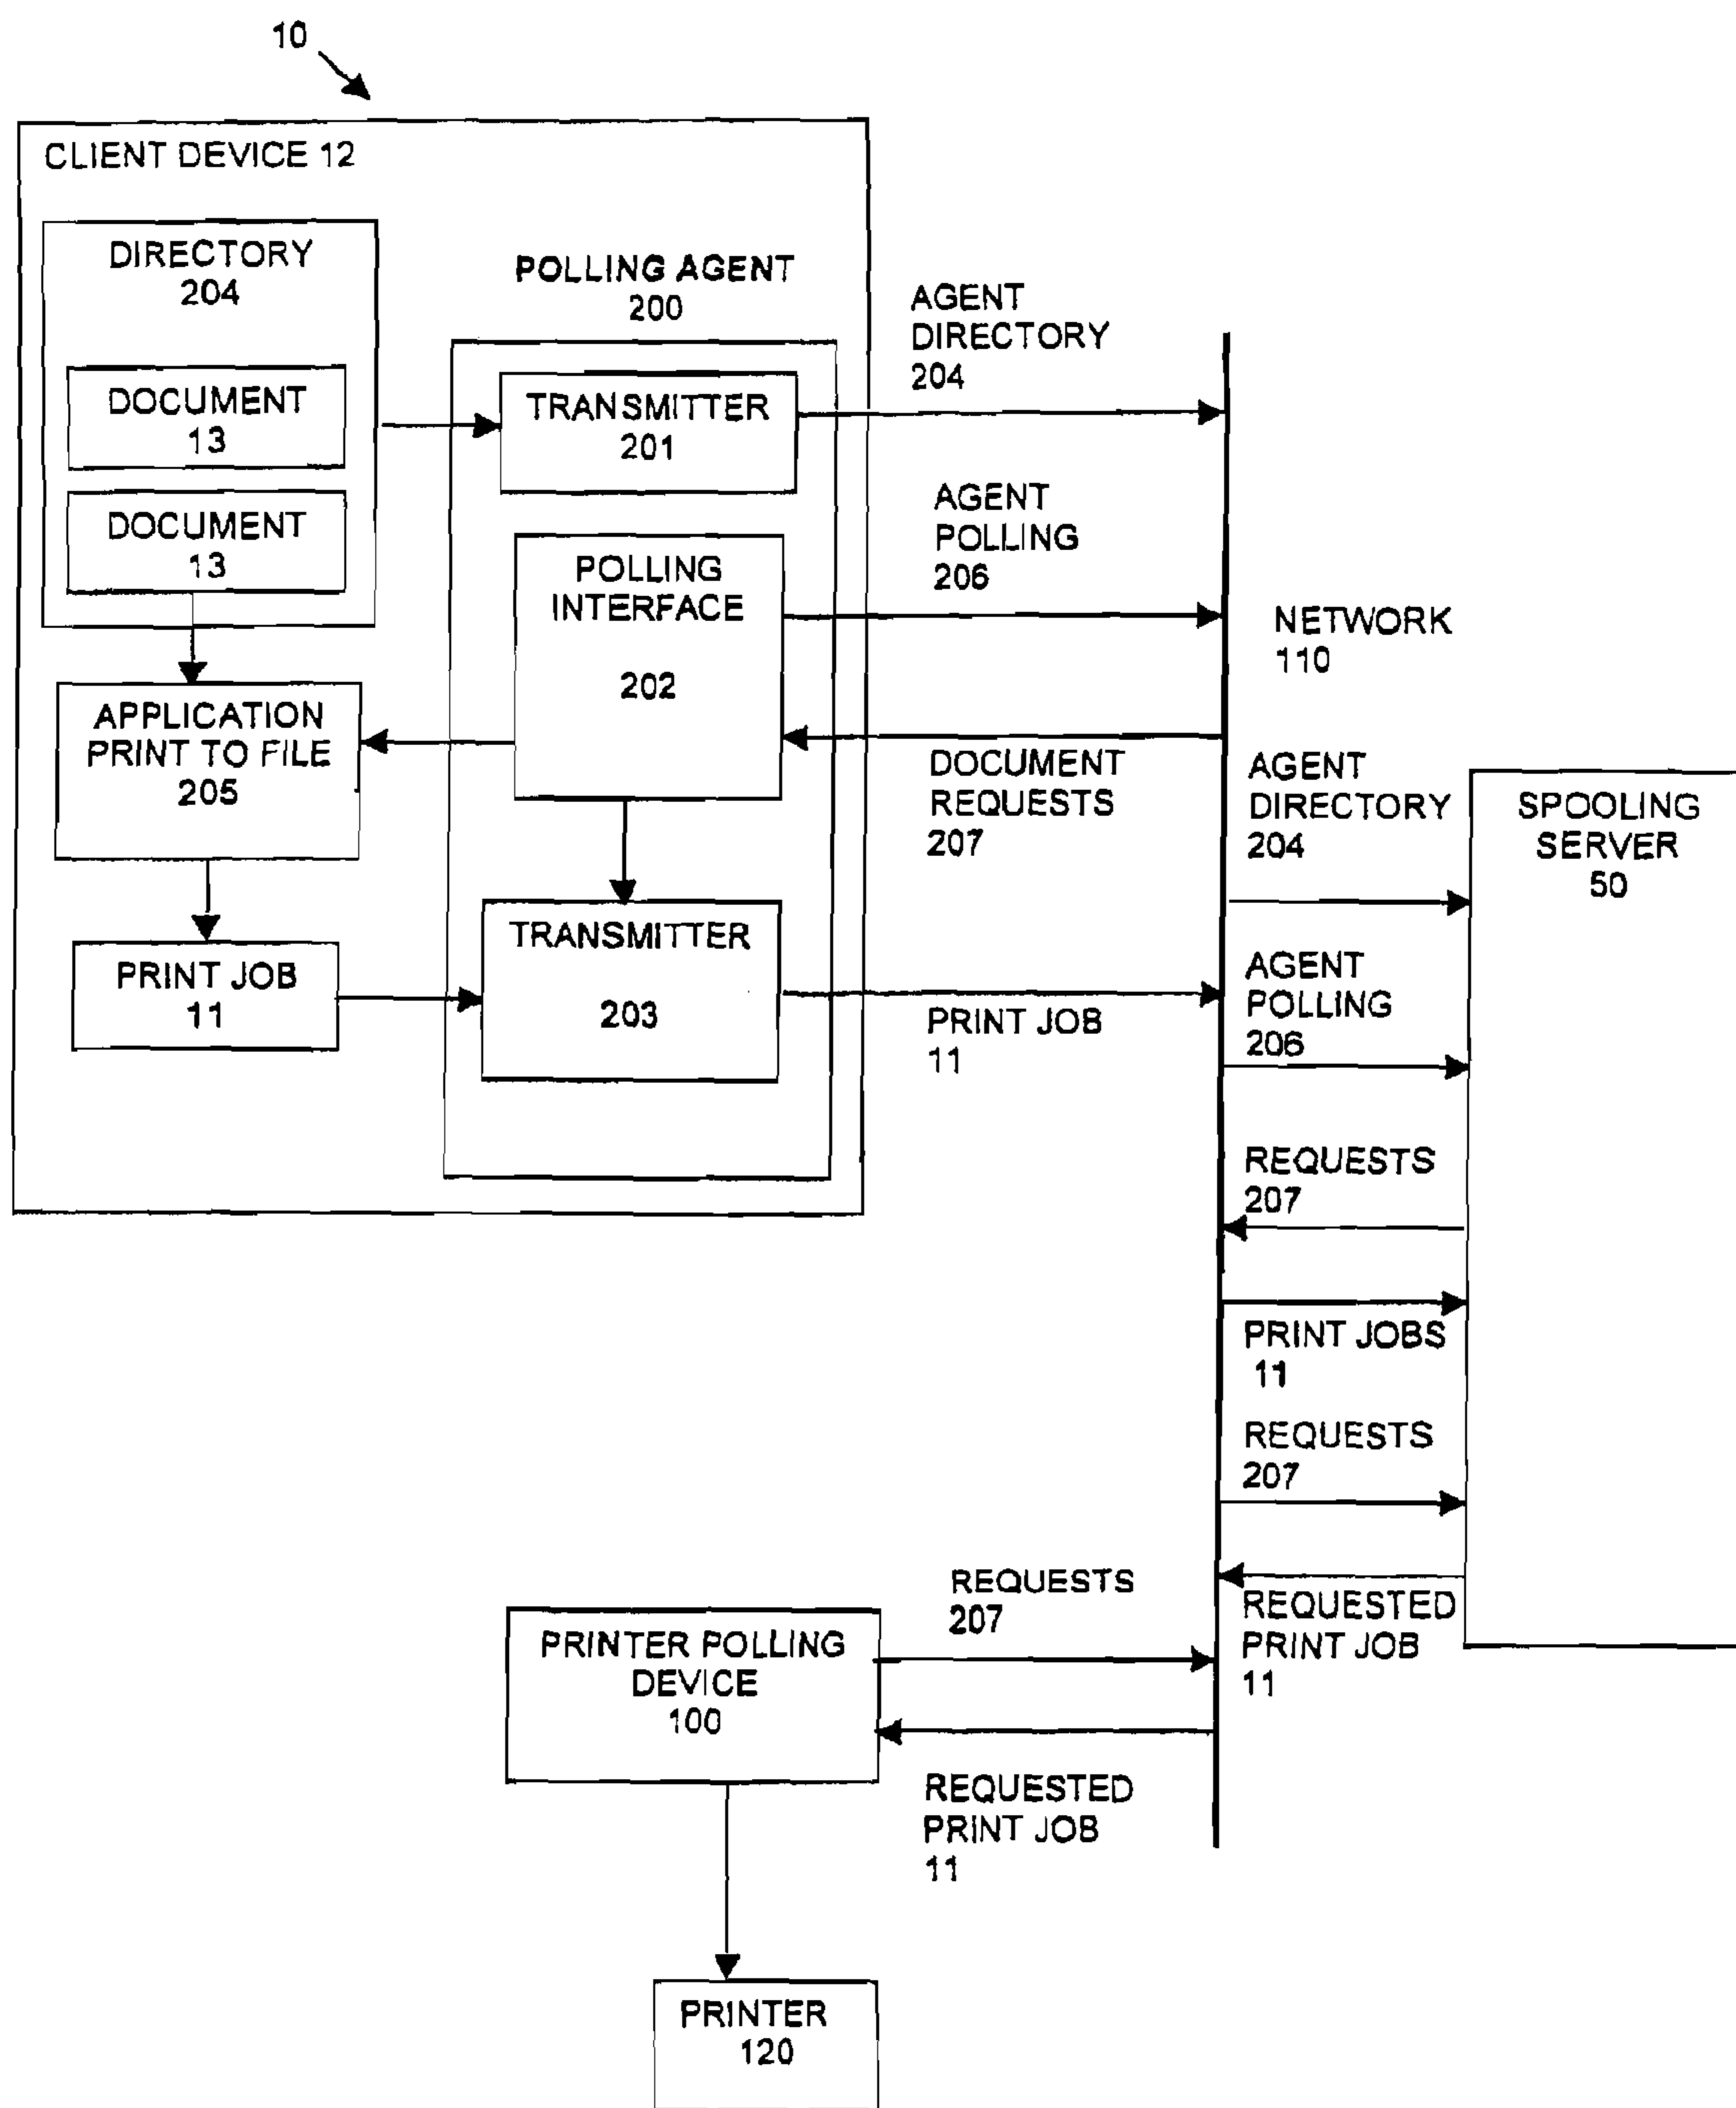 10
CLIENT DEVICE 12
DIRECTORY
204
DOCUMENT
13
DOCUMENT
13
APPLICATION
PRINT TO FILE
205
PRINT JOB
11
POLLING AGENT
200
TRANSMITTER
201
POLLING
INTERFACE
202
TRANSMITTER
203
AGENT
DIRECTORY
204
AGENT
POLLING
206
DOCUMENT
REQUESTS
207
PRINT JOB
11
NETWORK
110
AGENT
DIRECTORY
204
AGENT
POLLING
206
REQUESTS
207
PRINT JOBS
11
REQUESTS
207
REQUESTED
PRINT JOB
11
SPOOLING
SERVER
50
REQUESTS
207
REQUESTED
PRINT JOB
11
PRINTER POLLING
DEVICE
100
PRINTER
120